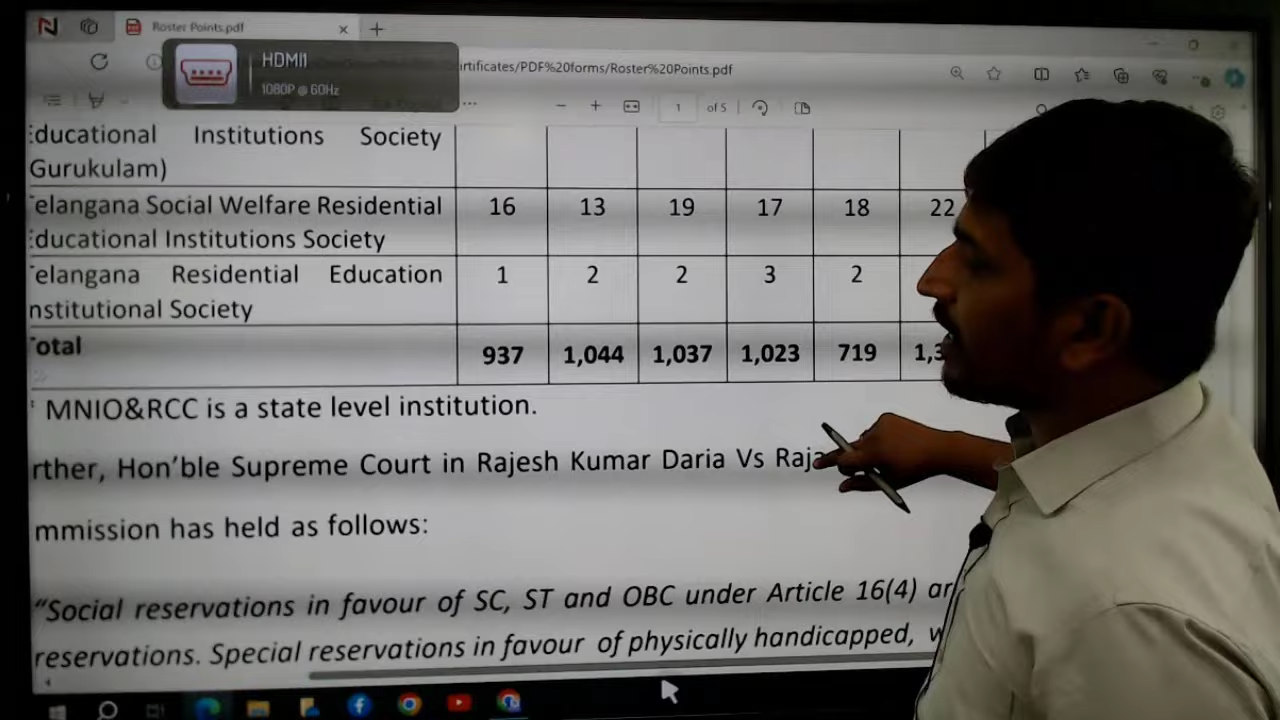 Roster Points.pdf
HDMI1
1080P @ 60Hz
rtificates/PDF%20forms/Roster%20Points.pdf
1 of 5
Educational Institutions Society
Gurukulam)
elangana Social Welfare Residential 16 13 19 17 18 22
Educational Institutions Society
elangana Residential Education 1 2 2 3 2
nstitutional Society
otal 937 1,044 1,037 1,023 719 1,3
MNIO&RCC is a state level institution.
rther, Hon'ble Supreme Court in Rajesh Kumar Daria Vs Raja
mmission has held as follows:
"Social reservations in favour of SC, ST and OBC under Article 16(4) ar
reservations. Special reservations in favour of physically handicapped, w